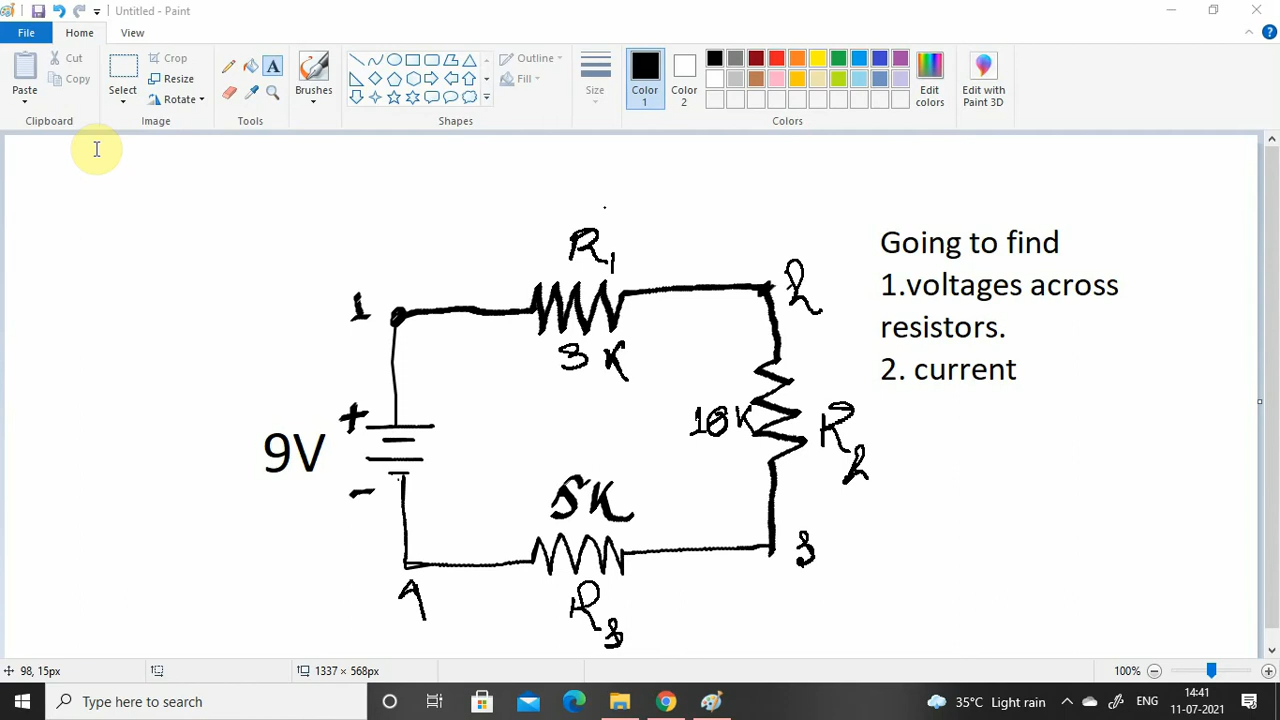 Untitled - Paint
File
Home
View
Paste
Cut
Copy
Clipboard
Select
Crop
Resize
Rotate
Image
A
Tools
Brushes
Outline
Fill
Shapes
Size
Color 1
Color 2
Colors
Edit colors
Edit with Paint 3D
R1
3 K
1
2
Going to find
1.voltages across
resistors.
2. current
R2
+
9V
-
5K
3
R3
98, 15px
1337 × 568px
100%
Type here to search
35°C Light rain
ENG
14:41
11-07-2021